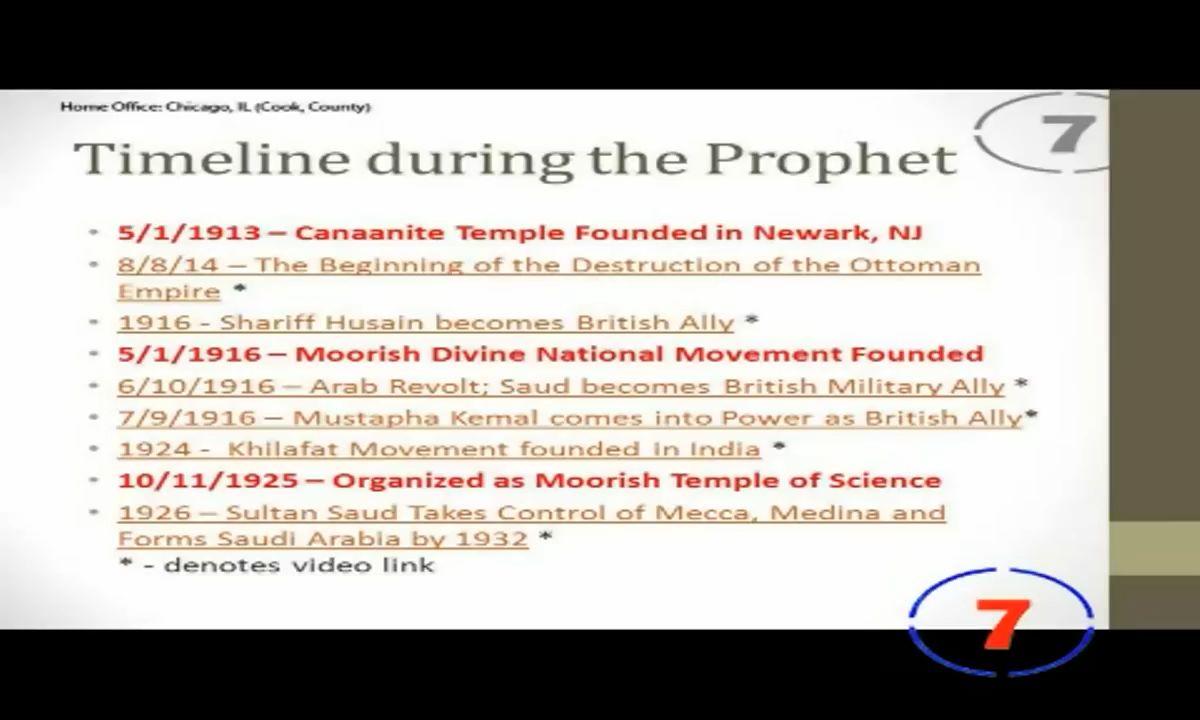 Home Office: Chicago, IL (Cook, County)
7
Timeline during the Prophet
• 5/1/1913 – Canaanite Temple Founded in Newark, NJ
• 8/8/14 – The Beginning of the Destruction of the Ottoman
Empire *
• 1916 - Shariff Husain becomes British Ally *
• 5/1/1916 – Moorish Divine National Movement Founded
• 6/10/1916 – Arab Revolt; Saud becomes British Military Ally *
• 7/9/1916 – Mustapha Kemal comes into Power as British Ally*
• 1924 - Khilafat Movement founded in India *
• 10/11/1925 – Organized as Moorish Temple of Science
• 1926 – Sultan Saud Takes Control of Mecca, Medina and
Forms Saudi Arabia by 1932 *
* - denotes video link
7